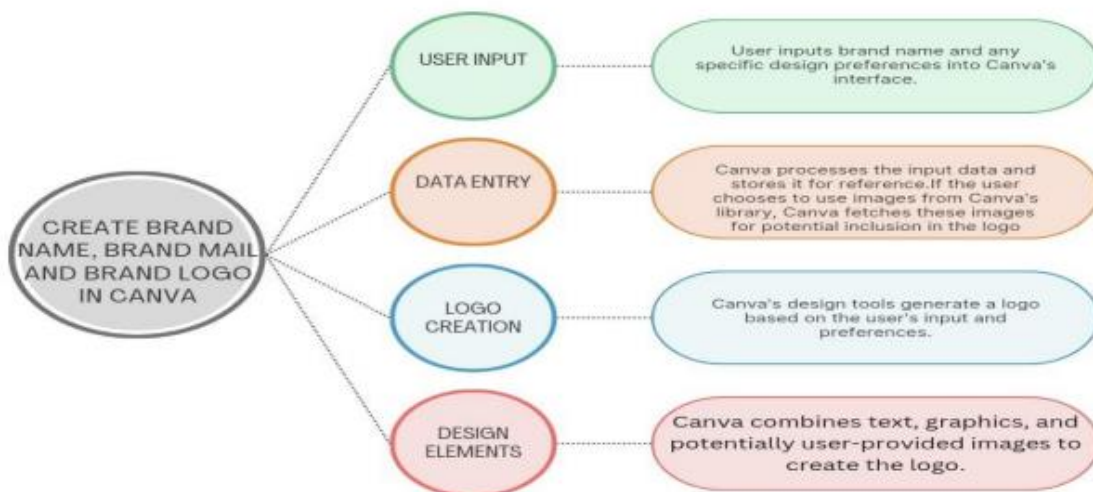 USER INPUT
User inputs brand name and any
specific design preferences into Canva's
interface.
DATA ENTRY
Canva processes the input data and
stores it for reference.If the user
chooses to use images from Canva's
library, Canva fetches these images
for potential inclusion in the logo
CREATE BRAND
NAME, BRAND MAIL
AND BRAND LOGO
IN CANVA
LOGO
CREATION
Canva's design tools generate a logo
based on the user's input and
preferences.
DESIGN
ELEMENTS
Canva combines text, graphics, and
potentially user-provided images to
create the logo.